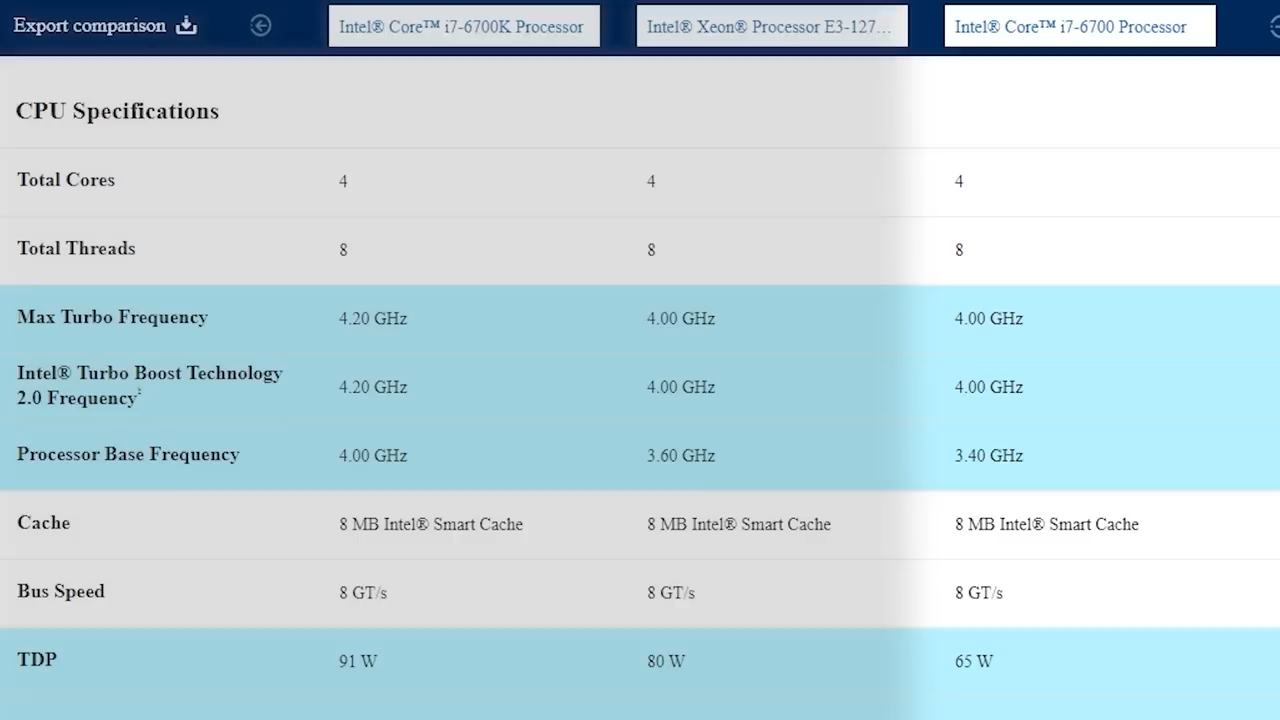 Export comparison
Intel® Core™ i7-6700K Processor
Intel® Xeon® Processor E3-127…
Intel® Core™ i7-6700 Processor
CPU Specifications
Total Cores 4 4 4
Total Threads 8 8 8
Max Turbo Frequency 4.20 GHz 4.00 GHz 4.00 GHz
Intel® Turbo Boost Technology
2.0 Frequency‡ 4.20 GHz 4.00 GHz 4.00 GHz
Processor Base Frequency 4.00 GHz 3.60 GHz 3.40 GHz
Cache 8 MB Intel® Smart Cache 8 MB Intel® Smart Cache 8 MB Intel® Smart Cache
Bus Speed 8 GT/s 8 GT/s 8 GT/s
TDP 91 W 80 W 65 W